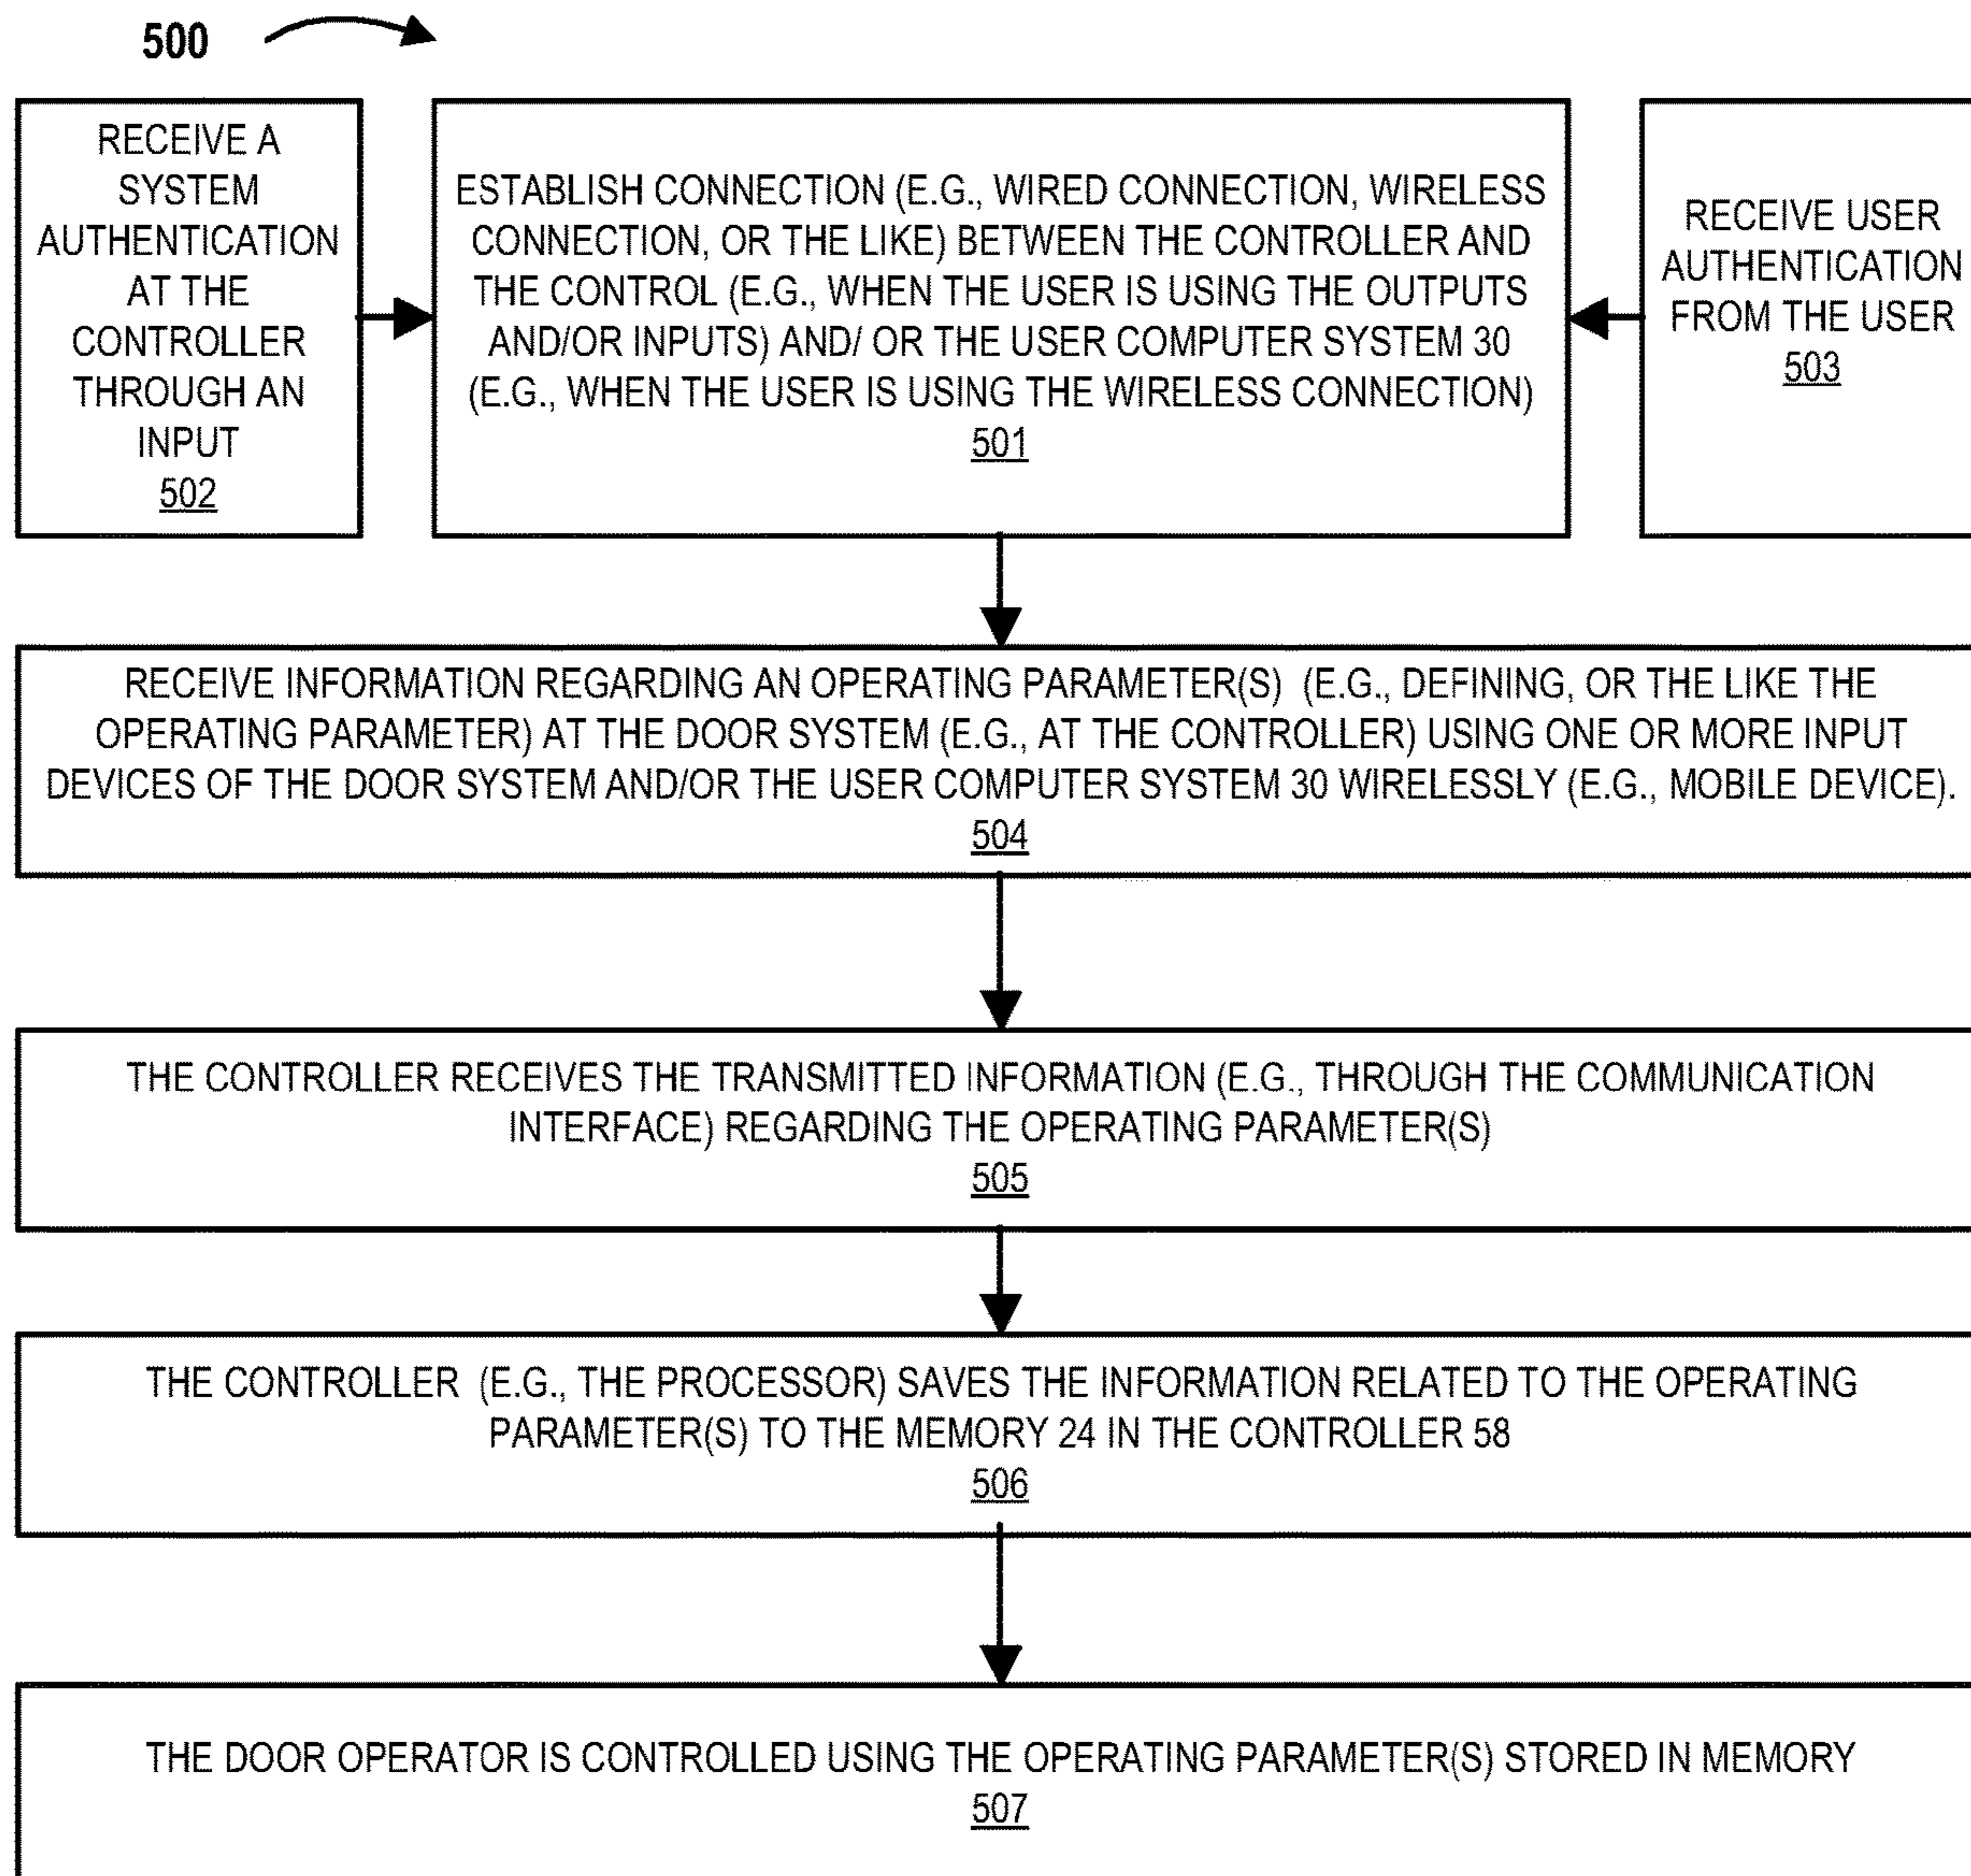 500
RECEIVE A
SYSTEM
AUTHENTICATION
AT THE
CONTROLLER
THROUGH AN
INPUT
502
ESTABLISH CONNECTION (E.G., WIRED CONNECTION, WIRELESS
CONNECTION, OR THE LIKE) BETWEEN THE CONTROLLER AND
THE CONTROL (E.G., WHEN THE USER IS USING THE OUTPUTS
AND/OR INPUTS) AND/ OR THE USER COMPUTER SYSTEM 30
(E.G., WHEN THE USER IS USING THE WIRELESS CONNECTION)
501
RECEIVE USER
AUTHENTICATION
FROM THE USER
503
RECEIVE INFORMATION REGARDING AN OPERATING PARAMETER(S) (E.G., DEFINING, OR THE LIKE THE
OPERATING PARAMETER) AT THE DOOR SYSTEM (E.G., AT THE CONTROLLER) USING ONE OR MORE INPUT
DEVICES OF THE DOOR SYSTEM AND/OR THE USER COMPUTER SYSTEM 30 WIRELESSLY (E.G., MOBILE DEVICE).
504
THE CONTROLLER RECEIVES THE TRANSMITTED INFORMATION (E.G., THROUGH THE COMMUNICATION
INTERFACE) REGARDING THE OPERATING PARAMETER(S)
505
THE CONTROLLER (E.G., THE PROCESSOR) SAVES THE INFORMATION RELATED TO THE OPERATING
PARAMETER(S) TO THE MEMORY 24 IN THE CONTROLLER 58
506
THE DOOR OPERATOR IS CONTROLLED USING THE OPERATING PARAMETER(S) STORED IN MEMORY
507